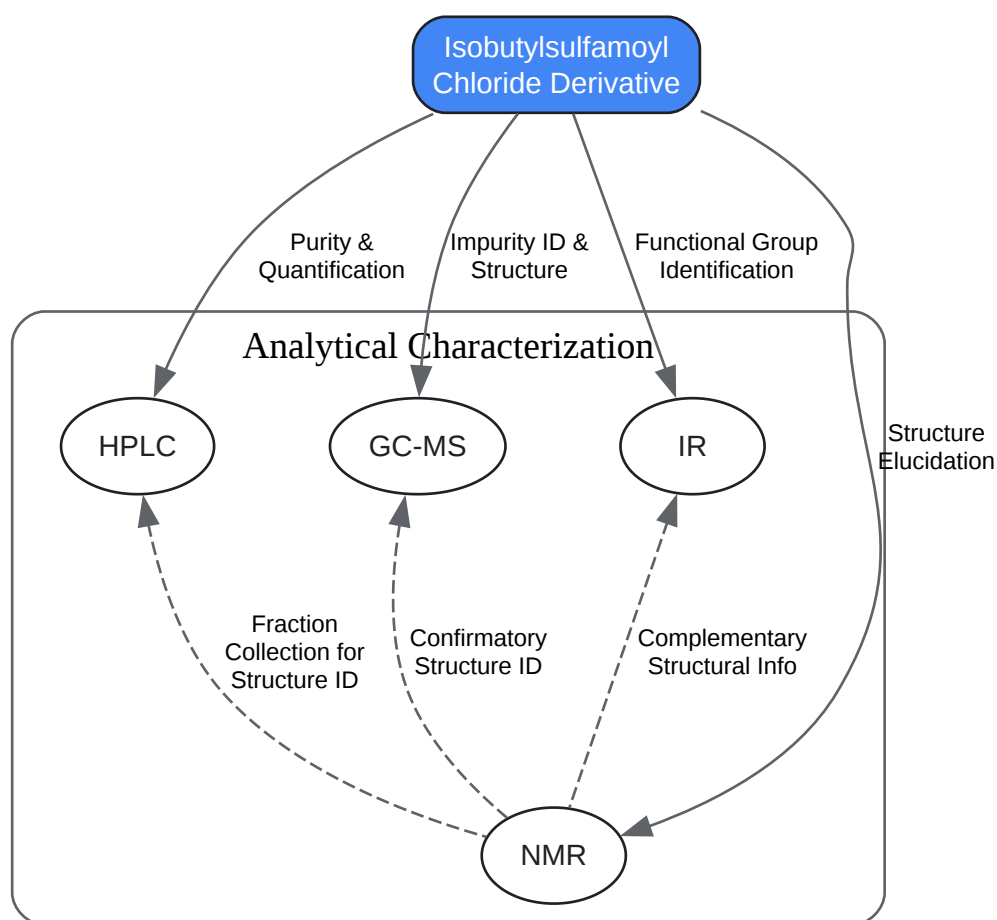 Isobutylsulfamoyl
Chloride Derivative
Purity &
Quantification
Impurity ID &
Structure
Functional Group
Identification
Analytical Characterization
HPLC
GC-MS
IR
Structure
Elucidation
Fraction
Collection for
Structure ID
Confirmatory
Structure ID
Complementary
Structural Info
NMR